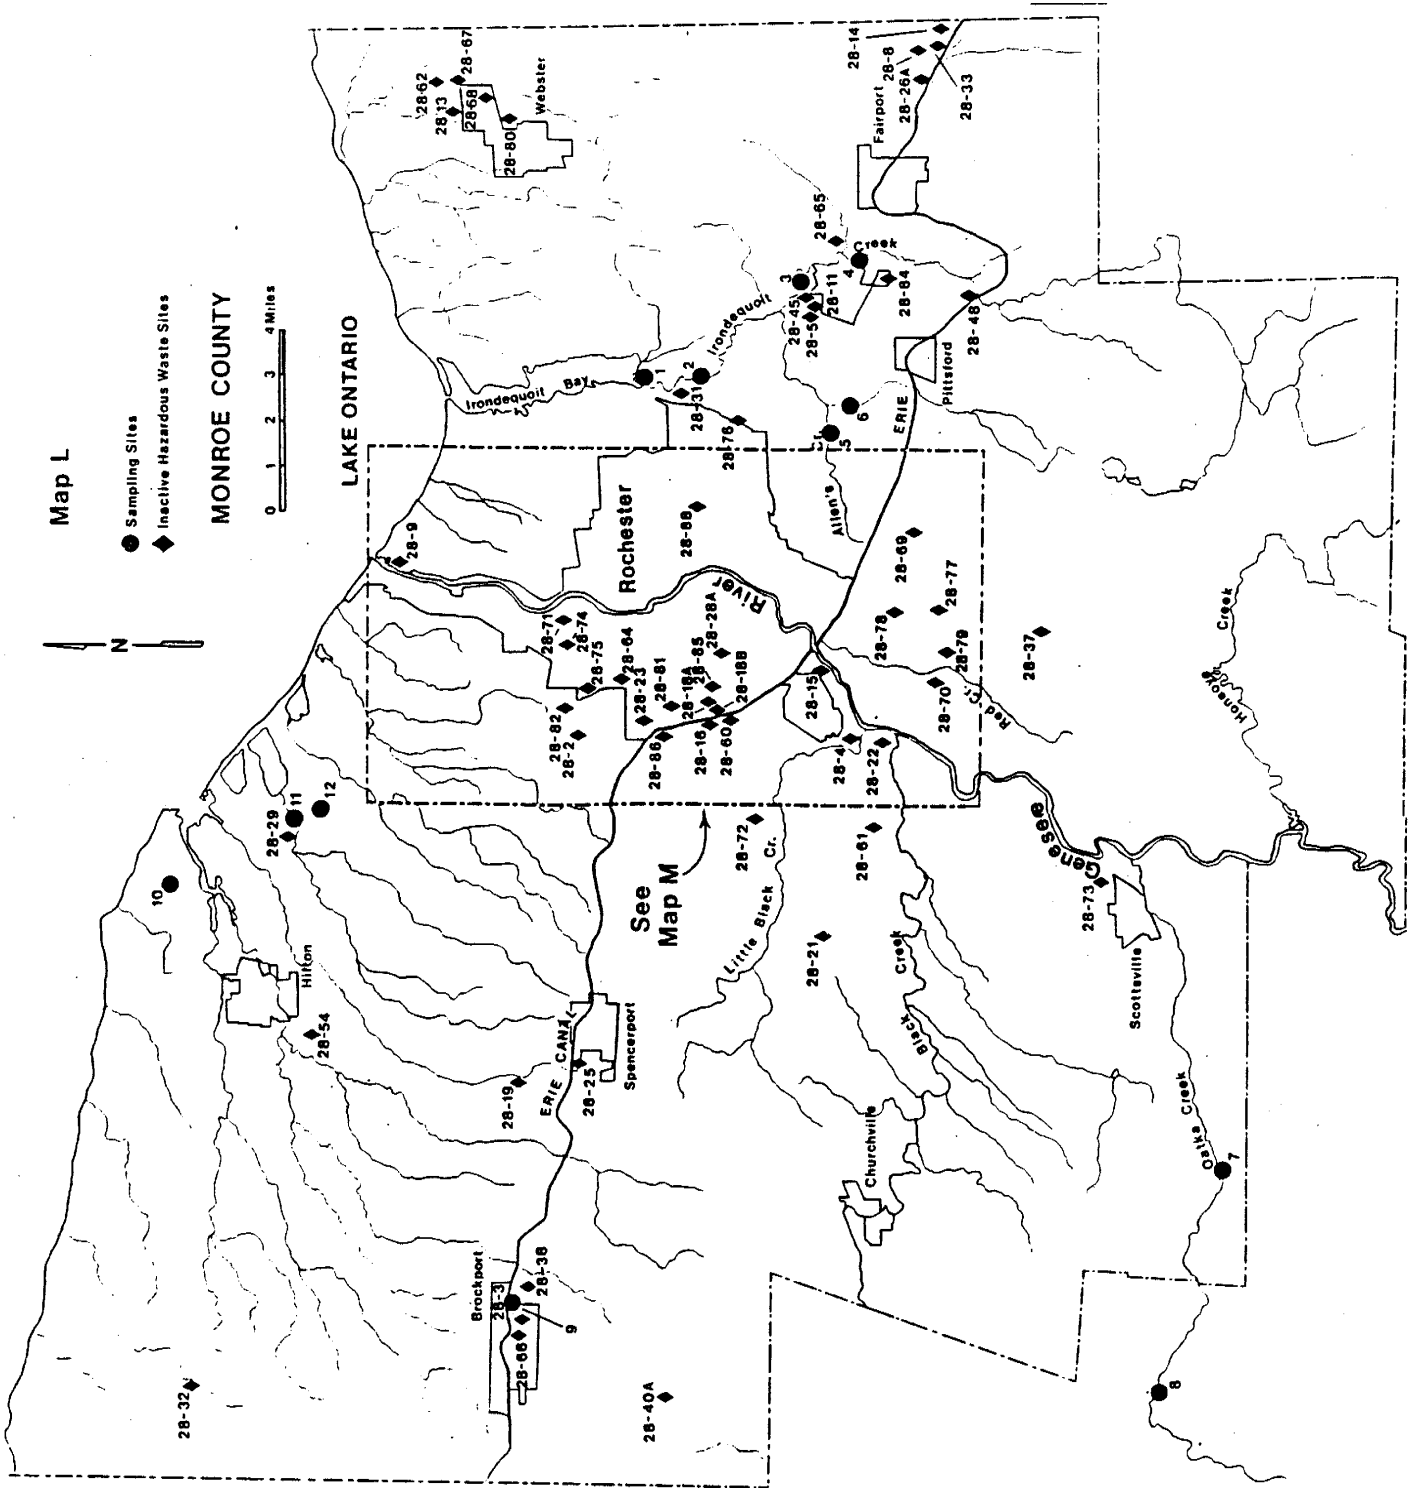 Map L
Sampling Sites
Inactive Hazardous Waste Sites
MONROE COUNTY
0 1 2 3 4 Miles
N
LAKE ONTARIO
28-32
10
28-29
11
12
Hilton
28-54
28-19
ERIE CANAL
28-25
Spencerport
Brockport
28-3
28-38
28-66
9
28-40A
See
Map M
28-9
Rochester
28-88
River
28-71
28-74
28-75
28-64
28-82
28-2
28-23
28-81
28-86
28-18A
28-85
28-28A
28-16
28-60
28-18B
28-15
28-4
28-22
28-78
28-69
28-77
28-79
28-70
Red Cr.
28-37
28-62
28-67
28-13
28-68
28-80
Webster
Irondequoit Bay
1
2
28-31
28-76
Irondequoit
Creek
3
28-45
28-5
28-11
4
28-65
28-84
28-48
5
6
Allen's Cr.
ERIE
Pittsford
Fairport
28-14
28-8
28-26A
28-33
28-72
Little Black Cr.
28-61
28-21
Black Creek
Churchville
Genesee
28-73
Scottsville
Oatka Creek
7
8
Honeoye Creek